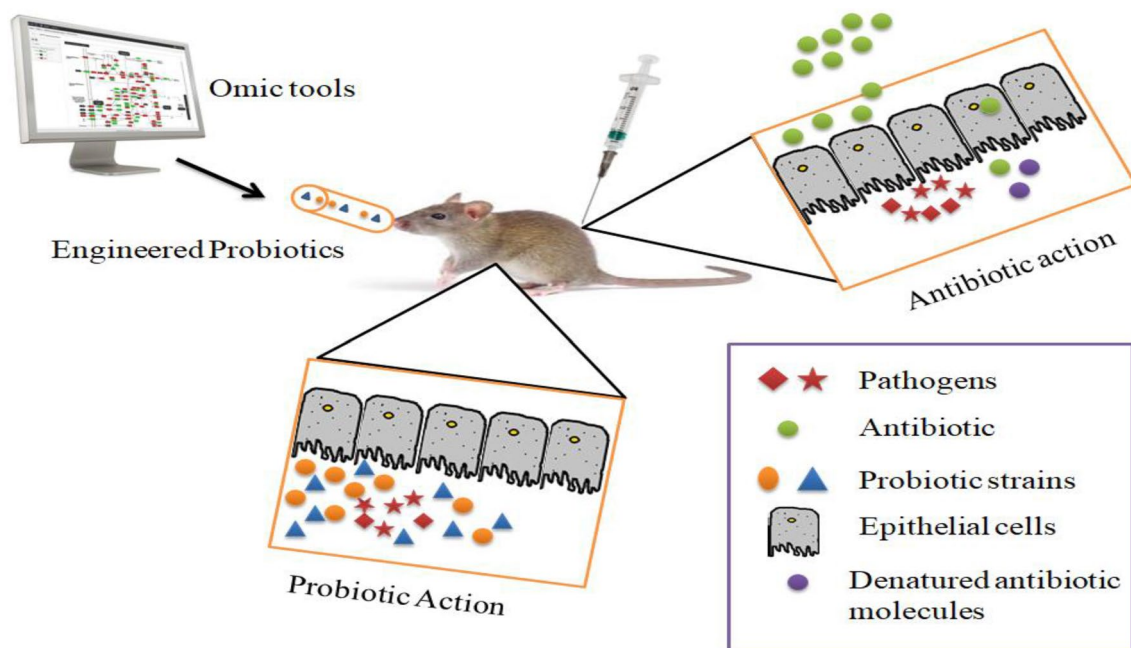 Omic tools
Engineered Probiotics
Antibiotic action
Probiotic Action
Pathogens
Antibiotic
Probiotic strains
Epithelial cells
Denatured antibiotic
molecules